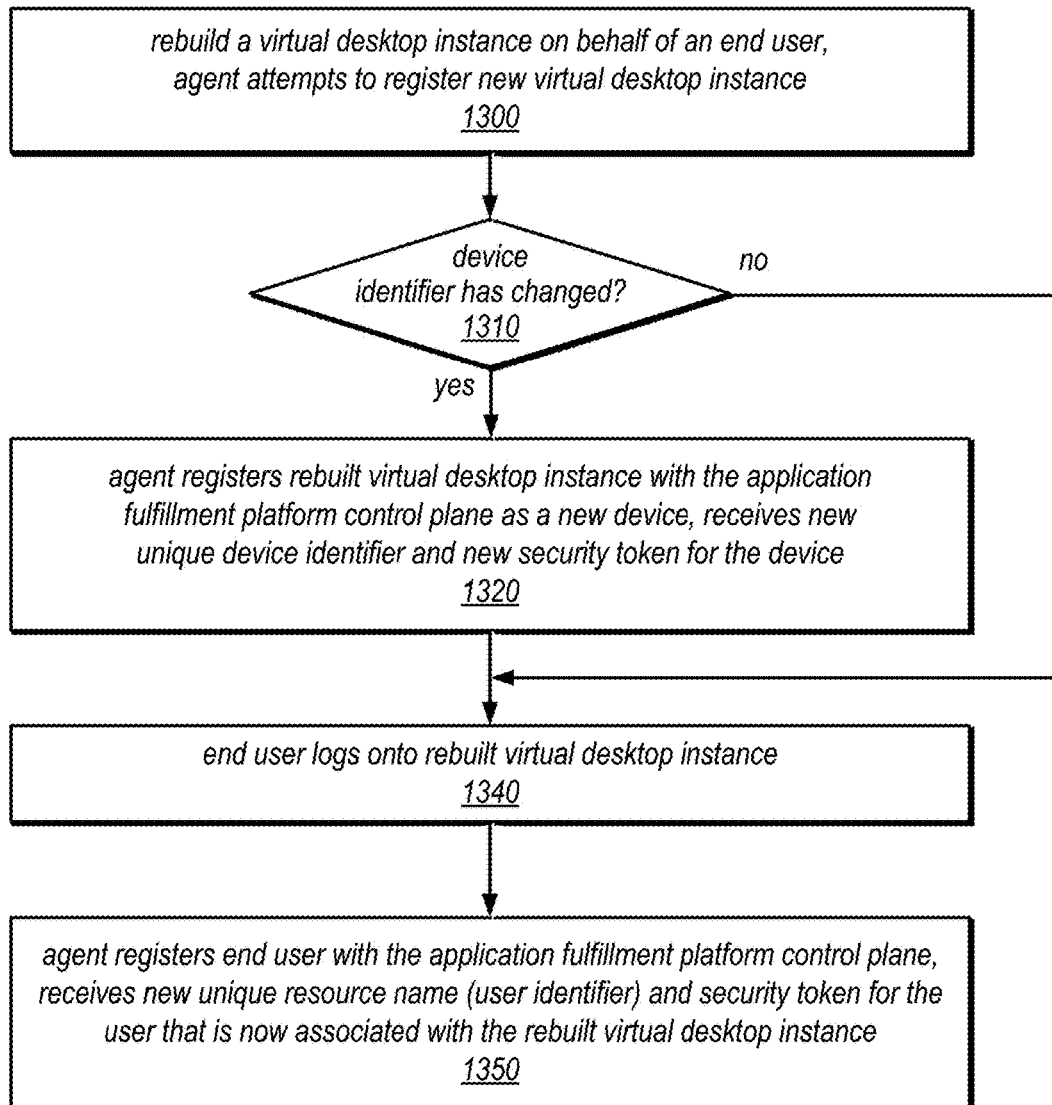 rebuild a virtual desktop instance on behalf of an end user,
agent attempts to register new virtual desktop instance
1300
device
identifier has changed?
1310
no
yes
agent registers rebuilt virtual desktop instance with the application
fulfillment platform control plane as a new device, receives new
unique device identifier and new security token for the device
1320
end user logs onto rebuilt virtual desktop instance
1340
agent registers end user with the application fulfillment platform control plane,
receives new unique resource name (user identifier) and security token for the
user that is now associated with the rebuilt virtual desktop instance
1350